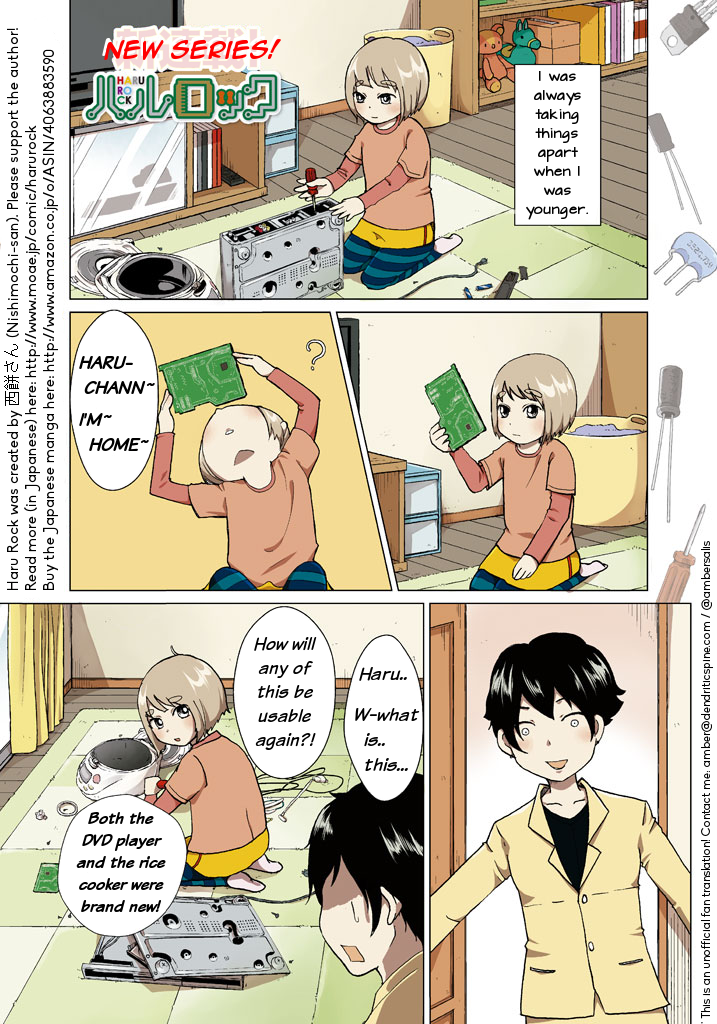 NEW SERIES!
新連載!
HARU
ROCK
ハルロック
I was
always
taking
things
apart
when I
was
younger.
?
HARU-
CHANN~
I'M~
HOME~
Haru..
W-what
is..
this...
How will
any of
this be
usable
again?!
Both the
DVD player
and the rice
cooker were
brand new!
Haru Rock was created by 西餅さん (Nishimochi-san). Please support the author!
Read more (in Japanese) here: http://www.moae.jp/comic/harurock
Buy the Japanese manga here: http://www.amazon.co.jp/o/ASIN/4063883590
This is an unofficial fan translation! Contact me: amber@dendriticspine.com / @ambersalis